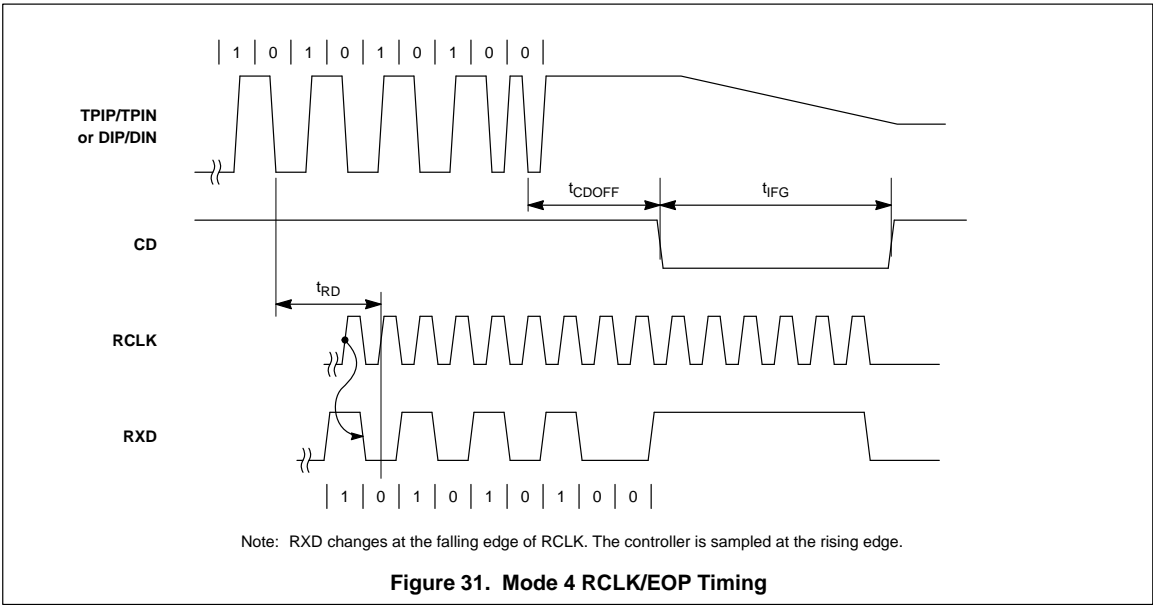 | 1 | 0 | 1 | 0 | 1 | 0 | 1 | 0 | 0 |
TPIP/TPIN
or DIP/DIN
tCDOFF
tIFG
CD
tRD
RCLK
RXD
| 1 | 0 | 1 | 0 | 1 | 0 | 1 | 0 | 0 |
Note: RXD changes at the falling edge of RCLK. The controller is sampled at the rising edge.
Figure 31. Mode 4 RCLK/EOP Timing